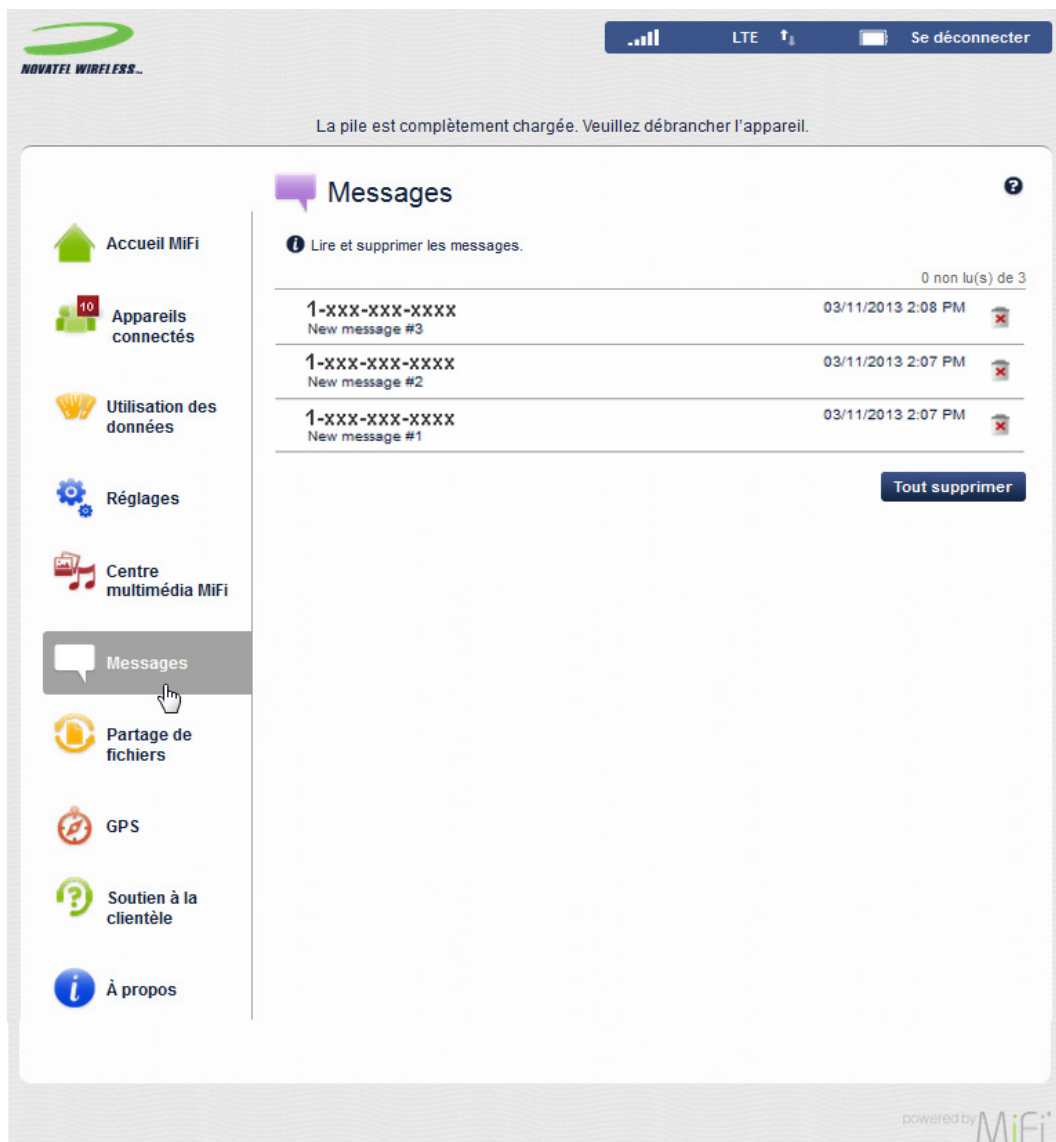 LTE Se déconnecter
NOVATEL WIRELESS™
La pile est complètement chargée. Veuillez débrancher l'appareil.
Messages
?
Accueil MiFi
i Lire et supprimer les messages.
0 non lu(s) de 3
10
Appareils
connectés
1-xxx-xxx-xxxx 03/11/2013 2:08 PM
New message #3
1-xxx-xxx-xxxx 03/11/2013 2:07 PM
New message #2
1-xxx-xxx-xxxx 03/11/2013 2:07 PM
New message #1
Tout supprimer
Utilisation des
données
Réglages
Centre
multimédia MiFi
Messages
Partage de
fichiers
GPS
?
Soutien à la
clientèle
i
À propos
powered by MiFi